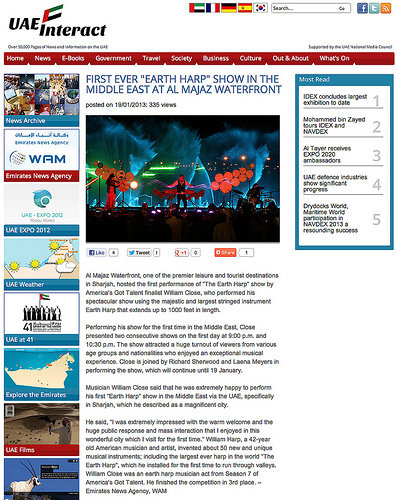 UAE Interact
Search...
Go
Over 50,000 Pages of News and Information on the UAE
Supported by the UAE National Media Council
Home News E-Books Government Travel Society Business Culture Out & About What's On
News Archive
Emirates News Agency
WAM
Emirates News Agency
UAE - EXPO 2012
Yeosu Korea
UAE EXPO 2012
UAE Weather
41
UAE at 41
Explore the Emirates
UAE Films
FIRST EVER "EARTH HARP" SHOW IN THE
MIDDLE EAST AT AL MAJAZ WATERFRONT
posted on 19/01/2013: 335 views
Like 4 Tweet 1 +1 0 Share 1
Al Majaz Waterfront, one of the premier leisure and tourist destinations
in Sharjah, hosted the first performance of "The Earth Harp" show by
America's Got Talent finalist William Close, who performed his
spectacular show using the majestic and largest stringed instrument
Earth Harp that extends up to 1000 feet in length.
Performing his show for the first time in the Middle East, Close
presented two consecutive shows on the first day at 9:00 p.m. and
10:30 p.m. The show attracted a huge turnout of viewers from various
age groups and nationalities who enjoyed an exceptional musical
experience. Close is joined by Richard Sherwood and Laena Meyers in
performing the show, which will continue until 19 January.
Musician William Close said that he was extremely happy to perform
his first "Earth Harp" show in the Middle East via the UAE, specifically
in Sharjah, which he described as a magnificent city.
He said, "I was extremely impressed with the warm welcome and the
huge public response and mass interaction that I enjoyed in this
wonderful city which I visit for the first time." William Harp, a 42-year
old American musician and artist, invented about 50 new and unique
musical instruments; including the largest ever harp in the world "The
Earth Harp", which he installed for the first time to run through valleys.
William Close was an earth harp musician act from Season 7 of
America's Got Talent. He finished the competition in 3rd place. –
Emirates News Agency, WAM
Most Read
IDEX concludes largest
exhibition to date
1
Mohammed bin Zayed
tours IDEX and
NAVDEX
2
Al Tayer receives
EXPO 2020
ambassadors
3
UAE defence industries
show significant
progress
4
Drydocks World,
Maritime World
participation in
NAVDEX 2013 a
resounding success
5